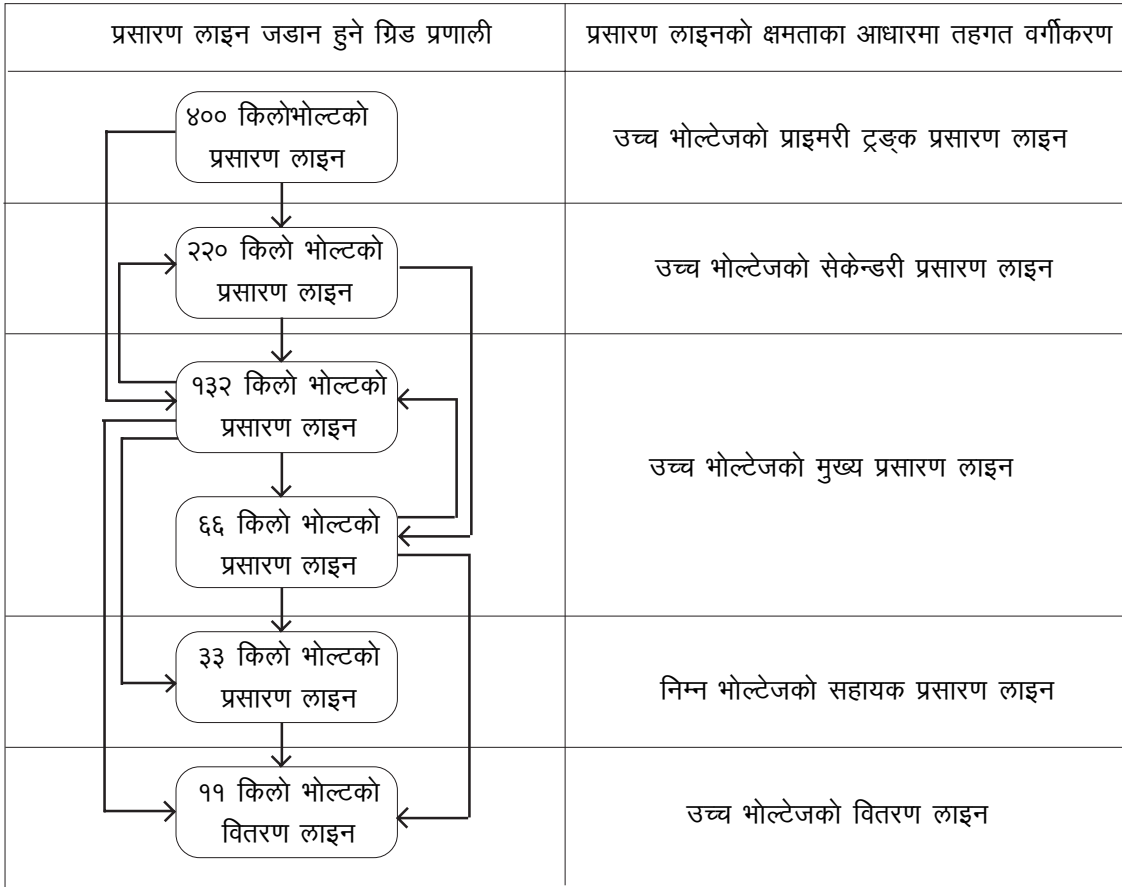 प्रसारण लाइन जडान हुने ग्रिड प्रणाली
प्रसारण लाइनको क्षमताका आधारमा तहगत वर्गीकरण
४०० किलोभोल्टको
प्रसारण लाइन
उच्च भोल्टेजको प्राइमरी ट्रङ्क प्रसारण लाइन
२२० किलो भोल्टको
प्रसारण लाइन
उच्च भोल्टेजको सेकेन्डरी प्रसारण लाइन
१३२ किलो भोल्टको
प्रसारण लाइन
६६ किलो भोल्टको
प्रसारण लाइन
उच्च भोल्टेजको मुख्य प्रसारण लाइन
३३ किलो भोल्टको
प्रसारण लाइन
निम्न भोल्टेजको सहायक प्रसारण लाइन
११ किलो भोल्टको
वितरण लाइन
उच्च भोल्टेजको वितरण लाइन